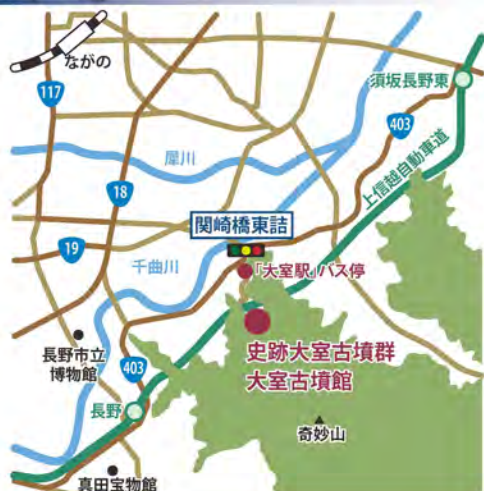 ながの
117
須坂長野東
403
上信越自動車道
犀川
18
関崎橋東詰
19
千曲川
「大室駅」バス停
長野市立
博物館
403
史跡大室古墳群
大室古墳館
長野
奇妙山
真田宝物館